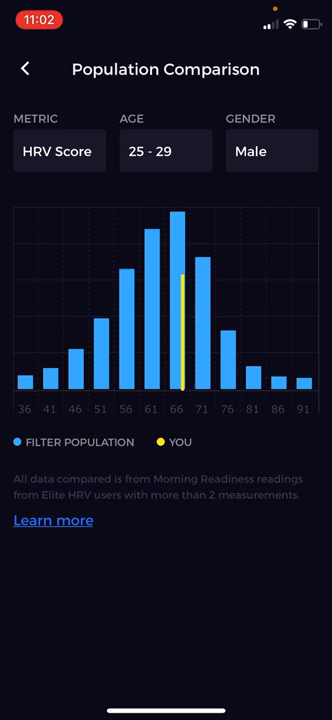 11:02
Population Comparison
METRIC AGE GENDER
HRV Score 25 - 29 Male
36 41 46 51 56 61 66 71 76 81 86 91
FILTER POPULATION YOU
All data compared is from Morning Readiness readings
from Elite HRV users with more than 2 measurements.
Learn more